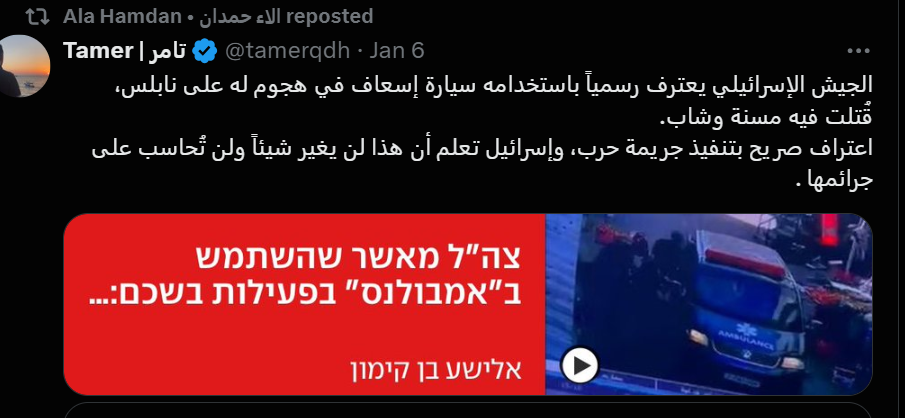 Ala Hamdan • الاء حمدان reposted
Tamer | تامر @tamerqdh · Jan 6
الجيش الإسرائيلي يعترف رسمياً باستخدامه سيارة إسعاف في هجوم له على نابلس،
قُتلت فيه مسنة وشاب.
اعتراف صريح بتنفيذ جريمة حرب، وإسرائيل تعلم أن هذا لن يغير شيئاً ولن تُحاسب على
جرائمها .
צה"ל מאשר שהשתמש
ב"אמבולנס" בפעילות בשכם:...
אלישע בן קימון
AMBULANCE